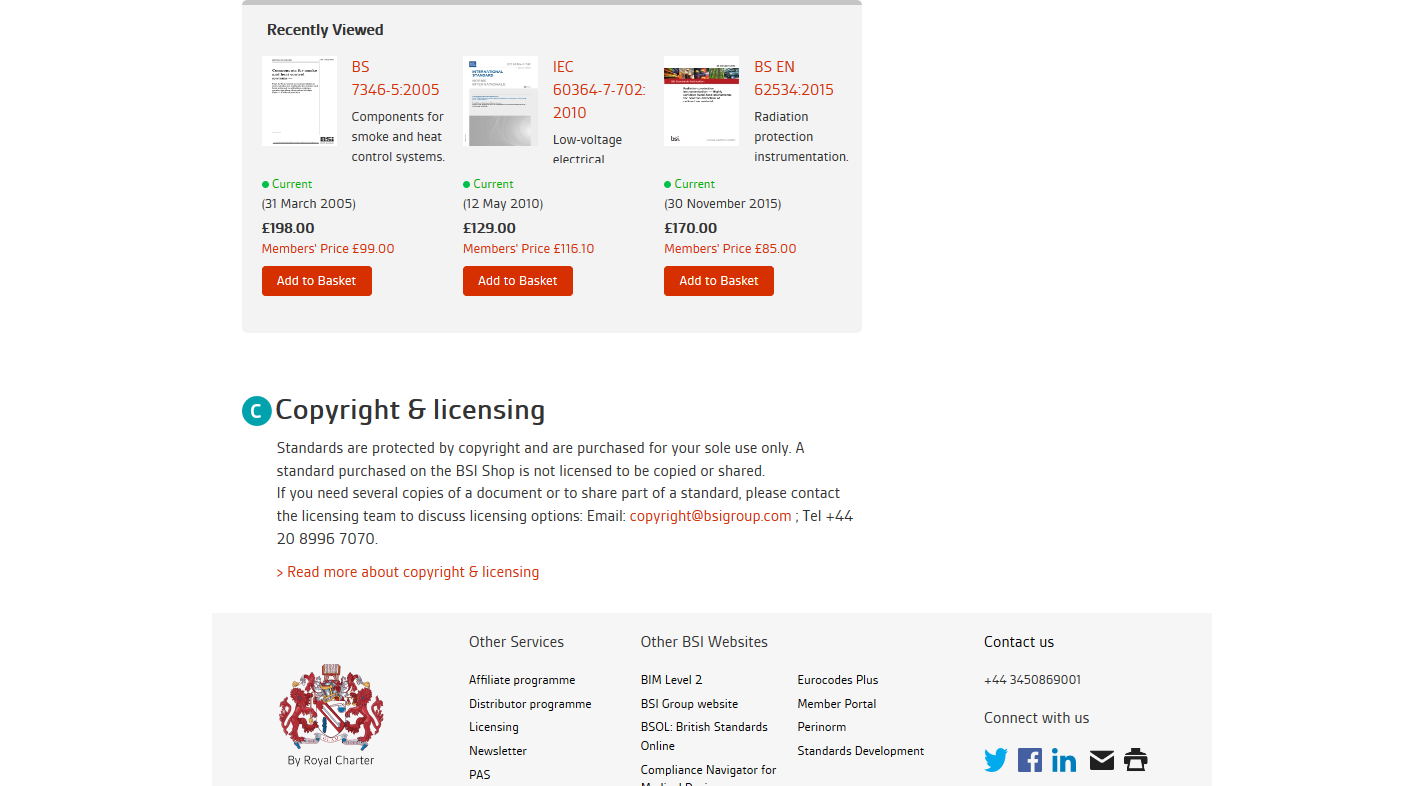 Recently Viewed
BS
7346-5:2005
Components for
smoke and heat
control systems.
Current
(31 March 2005)
£198.00
Members' Price £99.00
Add to Basket
IEC
60364-7-702:
2010
Low-voltage
electrical
Current
(12 May 2010)
£129.00
Members' Price £116.10
Add to Basket
BS EN
62534:2015
Radiation
protection
instrumentation.
Current
(30 November 2015)
£170.00
Members' Price £85.00
Add to Basket
C Copyright & licensing
Standards are protected by copyright and are purchased for your sole use only. A
standard purchased on the BSI Shop is not licensed to be copied or shared.
If you need several copies of a document or to share part of a standard, please contact
the licensing team to discuss licensing options: Email: copyright@bsigroup.com ; Tel +44
20 8996 7070.
> Read more about copyright & licensing
By Royal Charter
Other Services
Affiliate programme
Distributor programme
Licensing
Newsletter
PAS
Other BSI Websites
BIM Level 2
BSI Group website
BSOL: British Standards
Online
Compliance Navigator for
Eurocodes Plus
Member Portal
Perinorm
Standards Development
Contact us
+44 3450869001
Connect with us